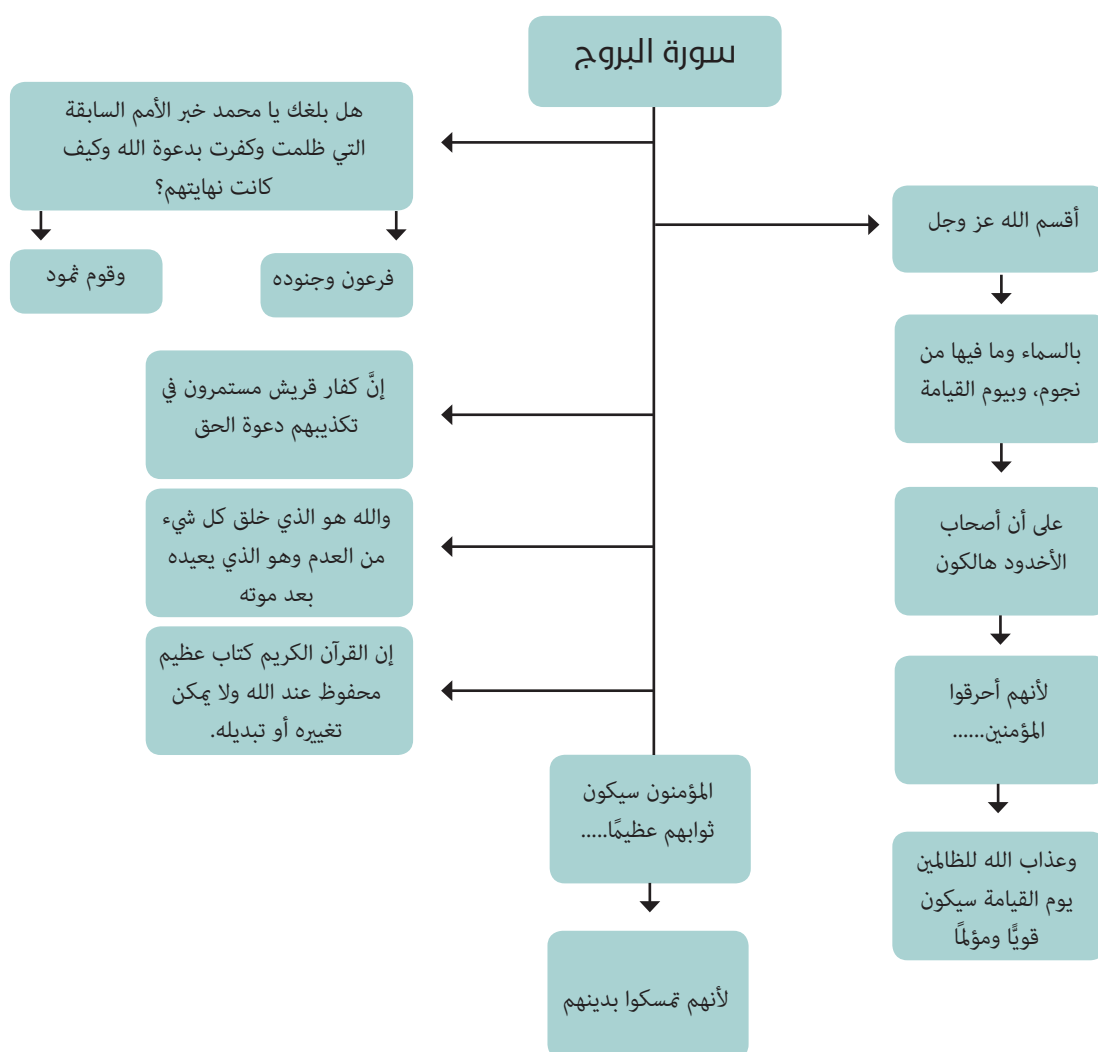 سورة البروج
أقسم الله عز وجل
بالسماء وما فيها من
نجوم، وبيوم القيامة
على أن أصحاب
الأخدود هالكون
لأنهم أحرقوا
المؤمنين......
وعذاب الله للظالمين
يوم القيامة سيكون
قويًّا ومؤلمًا
هل بلغك يا محمد خبر الأمم السابقة
التي ظلمت وكفرت بدعوة الله وكيف
كانت نهايتهم؟
فرعون وجنوده
وقوم ثمود
إنَّ كفار قريش مستمرون في
تكذيبهم دعوة الحق
والله هو الذي خلق كل شيء
من العدم وهو الذي يعيده
بعد موته
إن القرآن الكريم كتاب عظيم
محفوظ عند الله ولا يمكن
تغييره أو تبديله.
المؤمنون سيكون
ثوابهم عظيمًا.....
لأنهم تمسكوا بدينهم